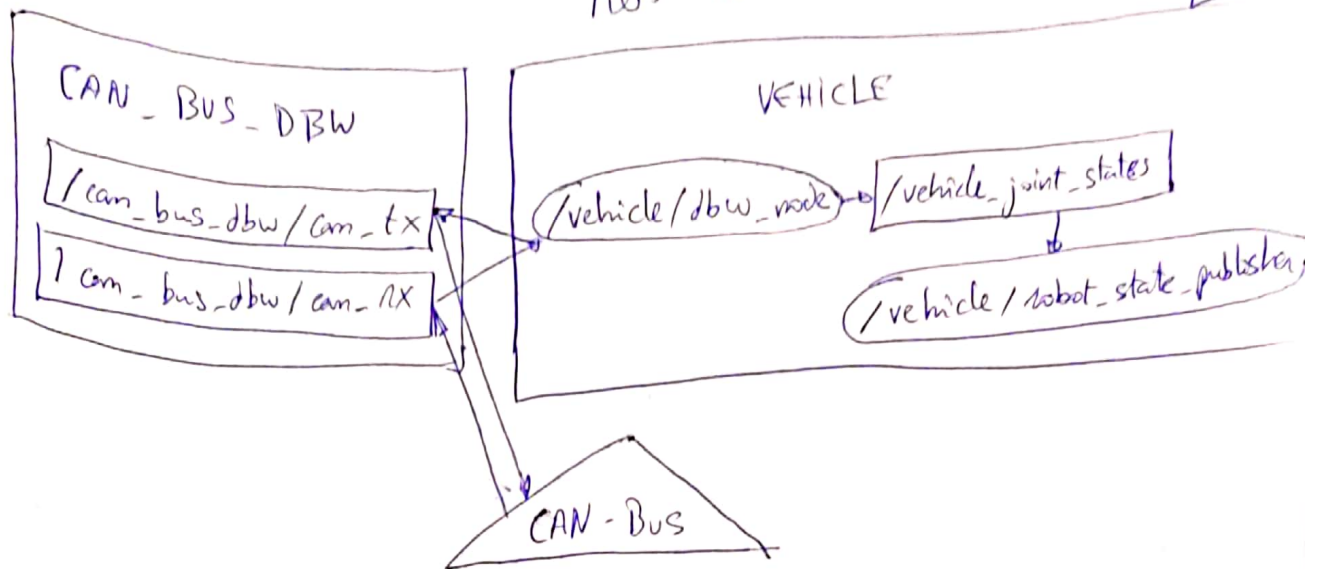 CAN_BUS_DBW
/can_bus_dbw/can_tx
/can_bus_dbw/can_rx
VEHICLE
/vehicle/dbw_node
/vehicle_joint_states
/vehicle/robot_state_publisher
CAN-BUS